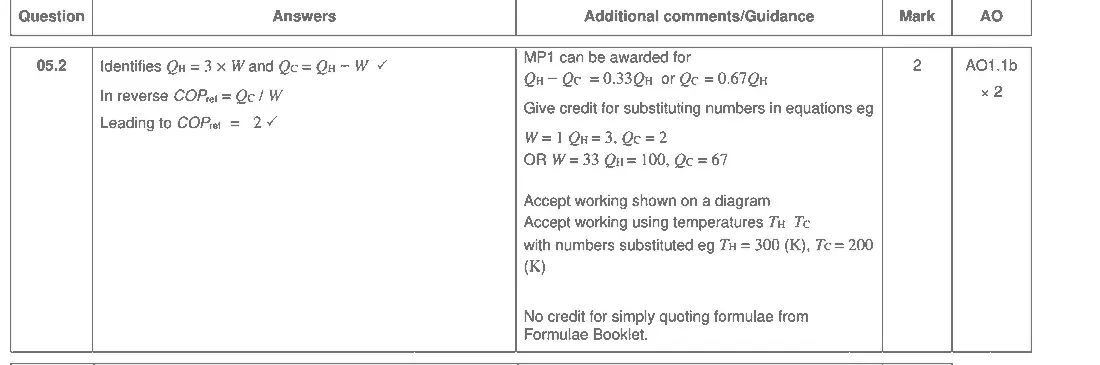 Question Answers Additional comments/Guidance Mark AO
05.2 Identifies QH = 3 × W and QC = QH − W ✓
In reverse COPref = QC / W
Leading to COPref = 2 ✓
MP1 can be awarded for
QH − QC = 0.33QH or QC = 0.67QH
Give credit for substituting numbers in equations eg
W = 1 QH = 3, QC = 2
OR W = 33 QH = 100, QC = 67
Accept working shown on a diagram
Accept working using temperatures TH TC
with numbers substituted eg TH = 300 (K), TC = 200
(K)
No credit for simply quoting formulae from
Formulae Booklet.
2
AO1.1b
× 2